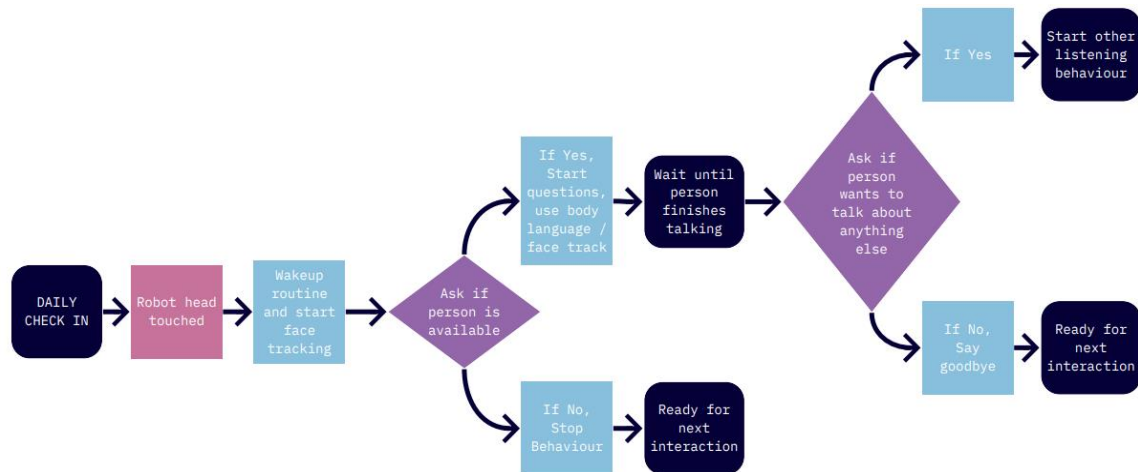 DAILY
CHECK IN
Robot head
touched
Wakeup
routine
and start
face
tracking
Ask if
person is
available
If Yes,
Start
questions,
use body
language /
face track
Wait until
person
finishes
talking
If No,
Stop
Behaviour
Ready for
next
interaction
Ask if
person
wants to
talk about
anything
else
If Yes
Start other
listening
behaviour
If No,
Say
goodbye
Ready for
next
interaction